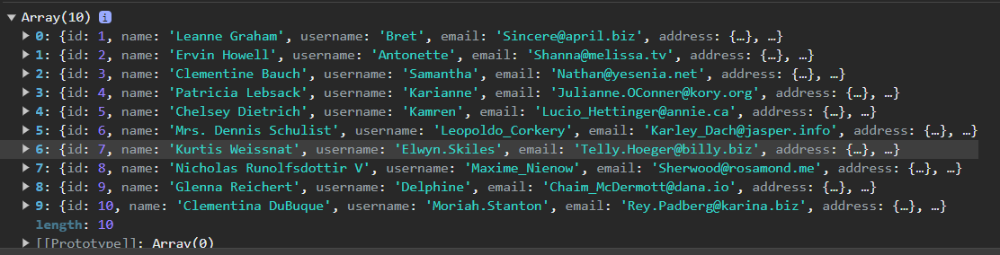 ▼ Array(10) i
▶ 0: {id: 1, name: 'Leanne Graham', username: 'Bret', email: 'Sincere@april.biz', address: {…}, …}
▶ 1: {id: 2, name: 'Ervin Howell', username: 'Antonette', email: 'Shanna@melissa.tv', address: {…}, …}
▶ 2: {id: 3, name: 'Clementine Bauch', username: 'Samantha', email: 'Nathan@yesenia.net', address: {…}, …}
▶ 3: {id: 4, name: 'Patricia Lebsack', username: 'Karianne', email: 'Julianne.OConner@kory.org', address: {…}, …}
▶ 4: {id: 5, name: 'Chelsey Dietrich', username: 'Kamren', email: 'Lucio_Hettinger@annie.ca', address: {…}, …}
▶ 5: {id: 6, name: 'Mrs. Dennis Schulist', username: 'Leopoldo_Corkery', email: 'Karley_Dach@jasper.info', address: {…}, …}
▶ 6: {id: 7, name: 'Kurtis Weissnat', username: 'Elwyn.Skiles', email: 'Telly.Hoeger@billy.biz', address: {…}, …}
▶ 7: {id: 8, name: 'Nicholas Runolfsdottir V', username: 'Maxime_Nienow', email: 'Sherwood@rosamond.me', address: {…}, …}
▶ 8: {id: 9, name: 'Glenna Reichert', username: 'Delphine', email: 'Chaim_McDermott@dana.io', address: {…}, …}
▶ 9: {id: 10, name: 'Clementina DuBuque', username: 'Moriah.Stanton', email: 'Rey.Padberg@karina.biz', address: {…}, …}
length: 10
▶ [[Prototype]]: Array(0)